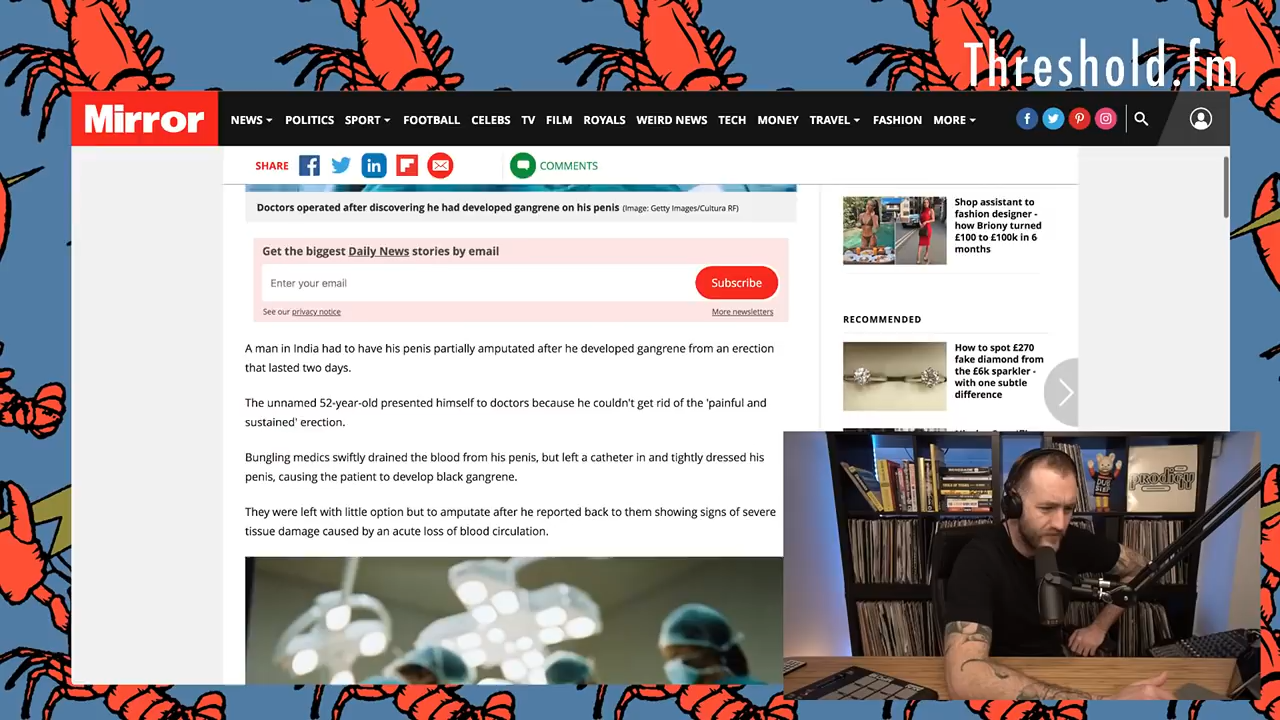 Threshold.fm
Mirror
NEWS POLITICS SPORT FOOTBALL CELEBS TV FILM ROYALS WEIRD NEWS TECH MONEY TRAVEL FASHION MORE
SHARE
COMMENTS
Doctors operated after discovering he had developed gangrene on his penis (Image: Getty Images/Cultura RF)
Get the biggest Daily News stories by email
Enter your email
Subscribe
See our privacy notice
More newsletters
A man in India had to have his penis partially amputated after he developed gangrene from an erection
that lasted two days.
The unnamed 52-year-old presented himself to doctors because he couldn't get rid of the 'painful and
sustained' erection.
Bungling medics swiftly drained the blood from his penis, but left a catheter in and tightly dressed his
penis, causing the patient to develop black gangrene.
They were left with little option but to amputate after he reported back to them showing signs of severe
tissue damage caused by an acute loss of blood circulation.
Shop assistant to
fashion designer -
how Briony turned
£100 to £100k in 6
months
RECOMMENDED
How to spot £270
fake diamond from
the £6k sparkler -
with one subtle
difference
prodigy